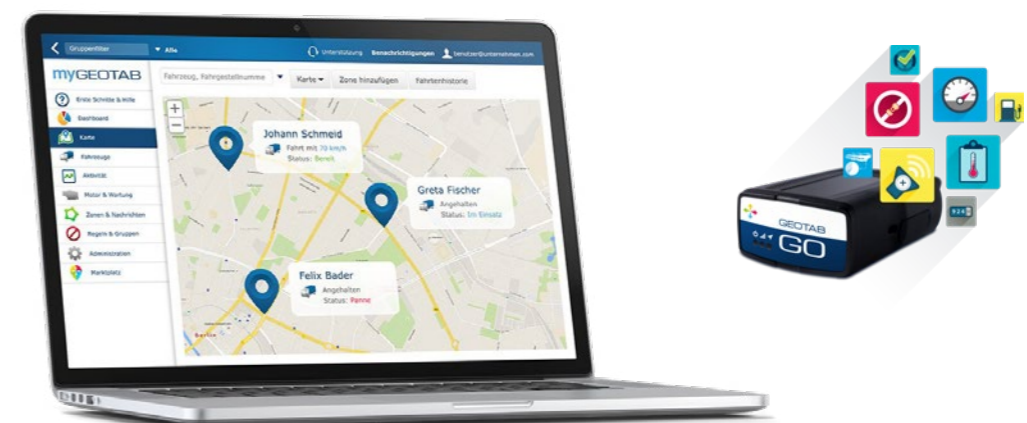 Gruppenfilter
Alle
Unterstützung
Benachrichtigungen
benutzer@unternehmen.com
myGEOTAB
Fahrzeug, Fahrgestellnumme
Karte
Zone hinzufügen
Fahrtenhistorie
Erste Schritte & Hilfe
Dashboard
Karte
Fahrzeuge
Aktivität
Motor & Wartung
Zonen & Nachrichten
Regeln & Gruppen
Administration
Marktplatz
+
−
Johann Schmeid
Fahrt mit 70 km/h
Status: Bereit
Greta Fischer
Angehalten
Status: Im Einsatz
Felix Bader
Angehalten
Status: Panne
Berlin
GEOTAB
GO